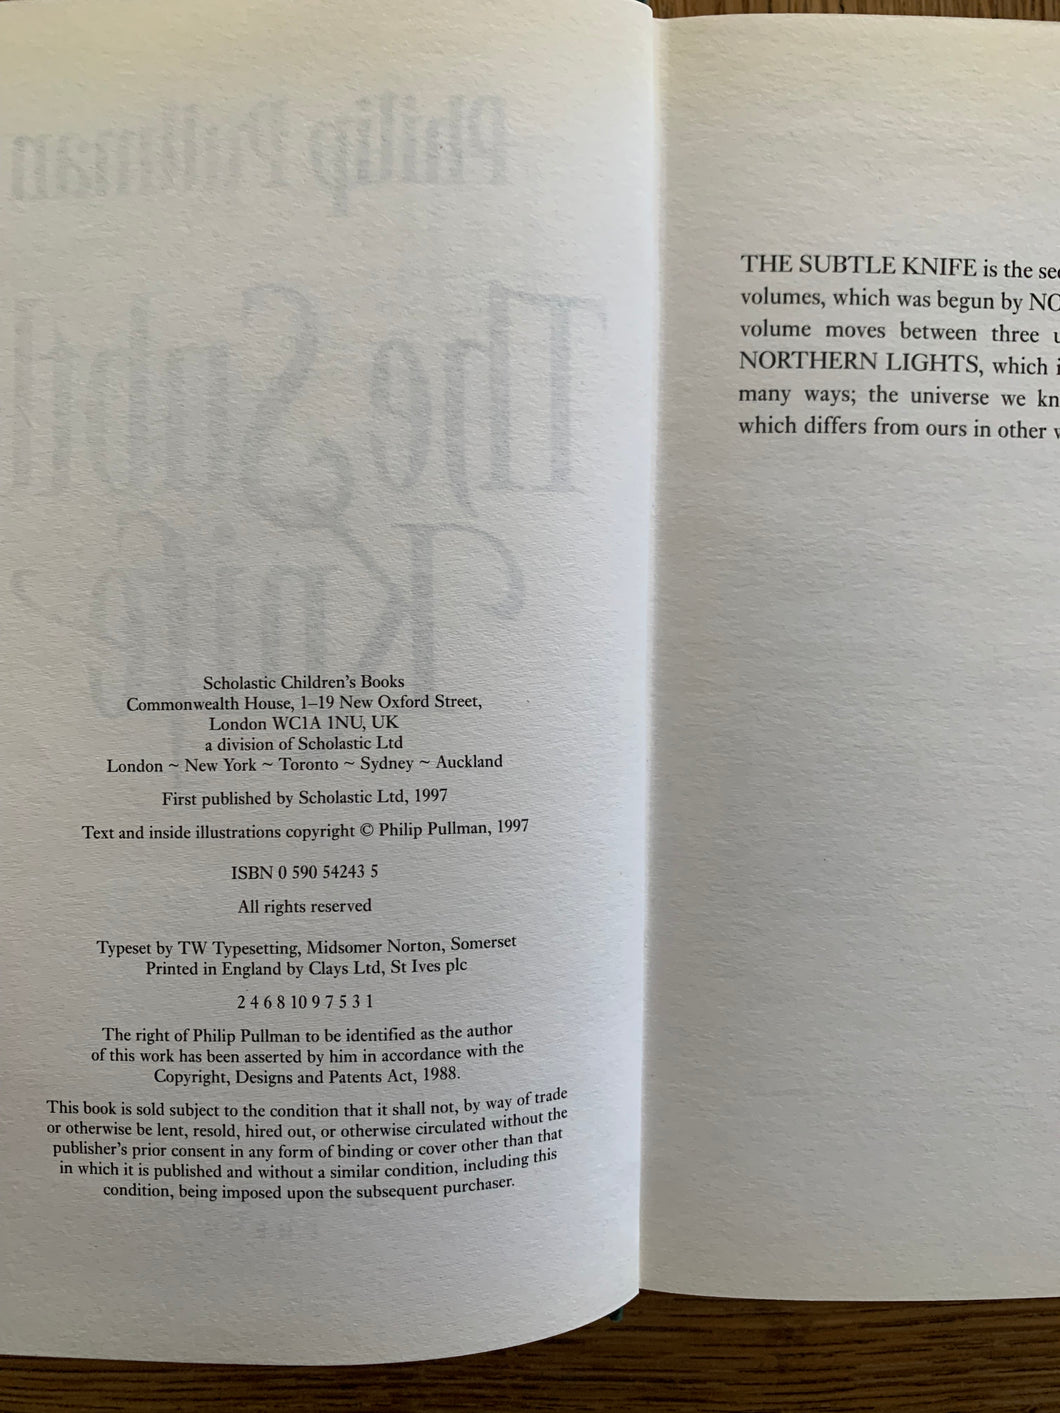 Scholastic Children's Books
Commonwealth House, 1–19 New Oxford Street,
London WC1A 1NU, UK
a division of Scholastic Ltd
London ~ New York ~ Toronto ~ Sydney ~ Auckland
First published by Scholastic Ltd, 1997
Text and inside illustrations copyright © Philip Pullman, 1997
ISBN 0 590 54243 5
All rights reserved
Typeset by TW Typesetting, Midsomer Norton, Somerset
Printed in England by Clays Ltd, St Ives plc
2 4 6 8 10 9 7 5 3 1
The right of Philip Pullman to be identified as the author
of this work has been asserted by him in accordance with the
Copyright, Designs and Patents Act, 1988.
This book is sold subject to the condition that it shall not, by way of trade
or otherwise be lent, resold, hired out, or otherwise circulated without the
publisher's prior consent in any form of binding or cover other than that
in which it is published and without a similar condition, including this
condition, being imposed upon the subsequent purchaser.
THE SUBTLE KNIFE is the
volumes, which was begun by
volume moves between three
NORTHERN LIGHTS, which
many ways; the universe we
which differs from ours in other